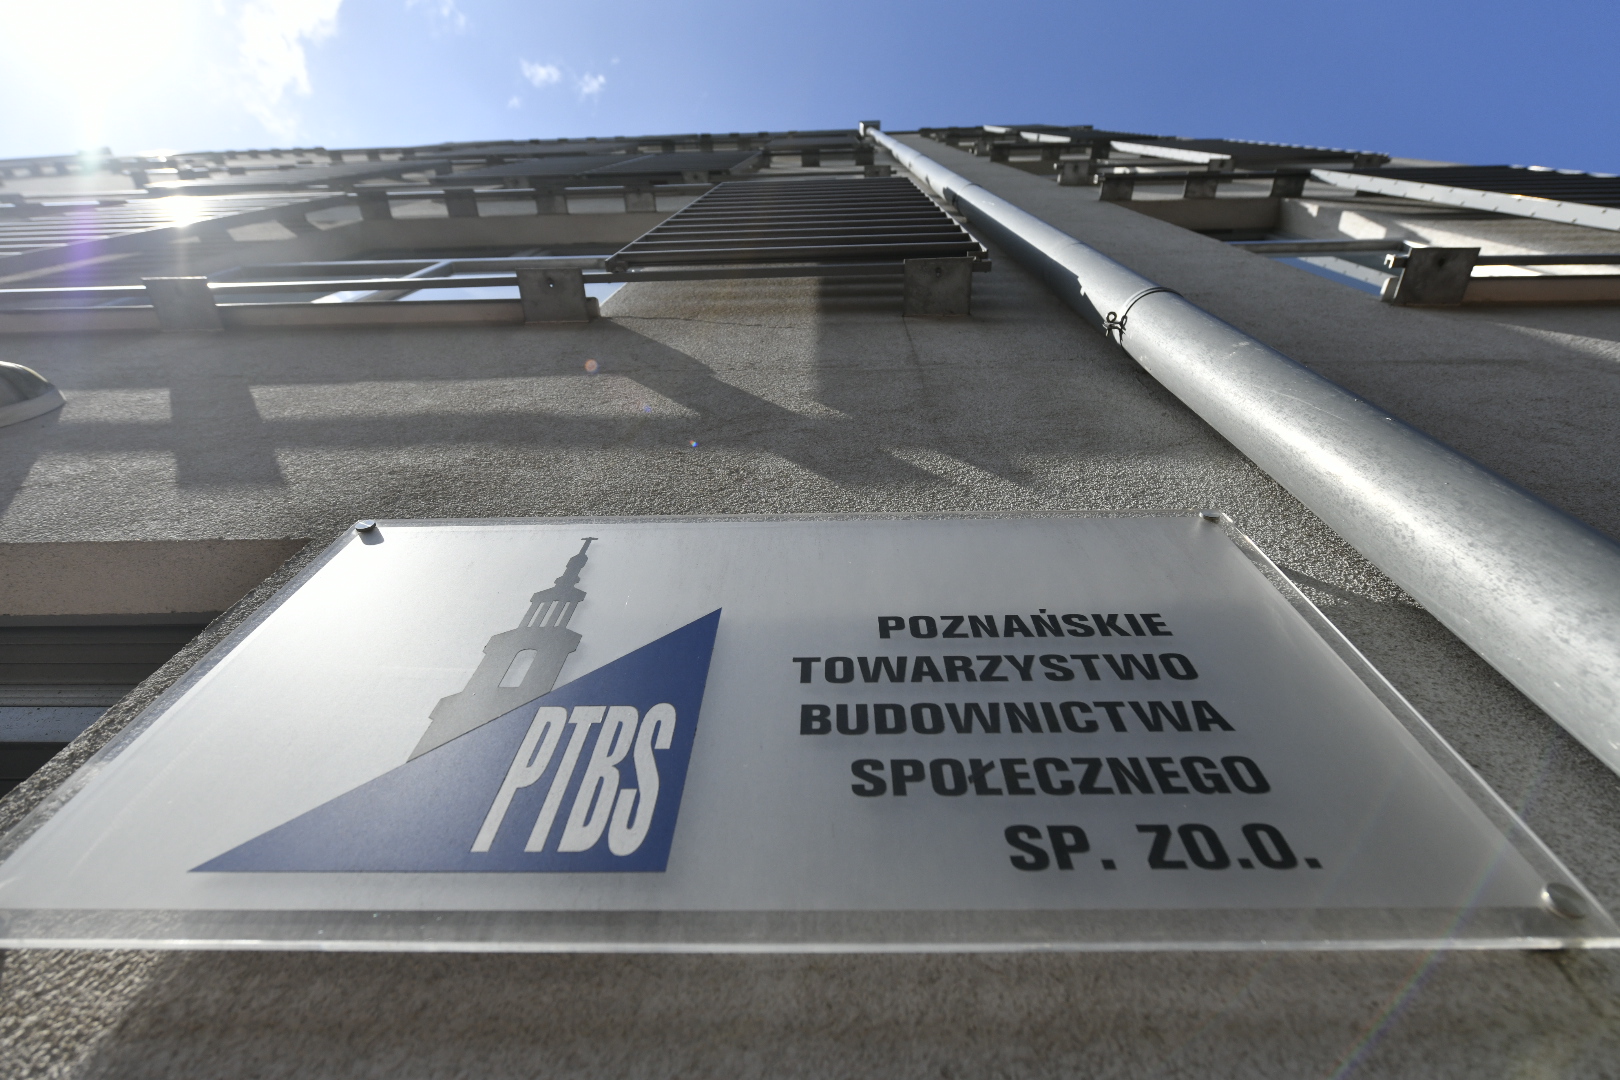 PTBS
POZNAŃSKIE
TOWARZYSTWO
BUDOWNICTWA
SPOŁECZNEGO
SP. ZO.O.